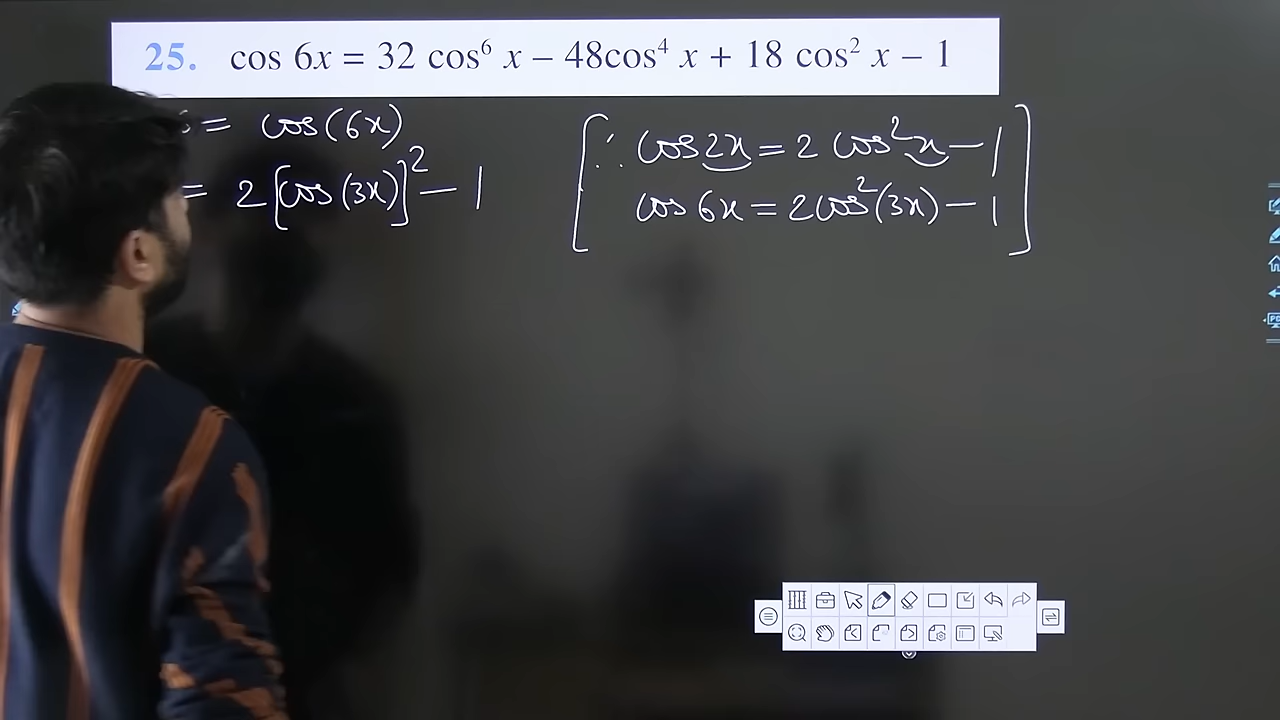 25. cos 6x = 32 cos⁶ x – 48cos⁴ x + 18 cos² x – 1
= cos(6x)
= 2[cos(3x)]² – 1
[∵ cos2x = 2 cos²x – 1
cos 6x = 2cos²(3x) – 1]